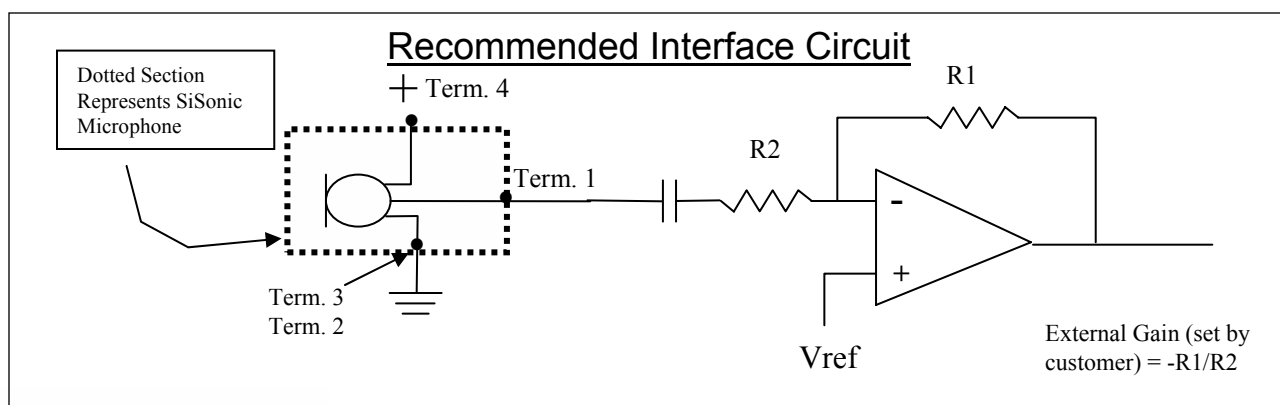 Recommended Interface Circuit
Dotted Section
Represents SiSonic
Microphone
+ Term. 4
Term. 1
Term. 3
Term. 2
R2
R1
-
+
Vref
External Gain (set by
customer) = -R1/R2